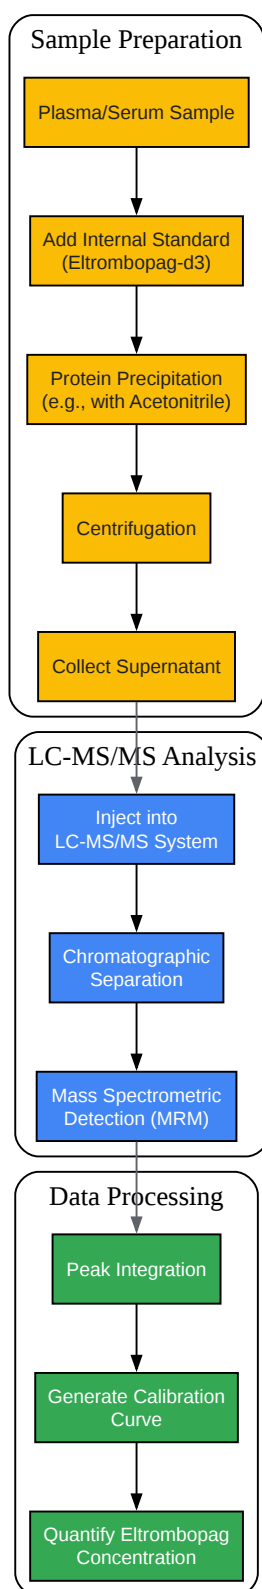 Sample Preparation
Plasma/Serum Sample
Add Internal Standard
(Eltrombopag-d3)
Protein Precipitation
(e.g., with Acetonitrile)
Centrifugation
Collect Supernatant
LC-MS/MS Analysis
Inject into
LC-MS/MS System
Chromatographic
Separation
Mass Spectrometric
Detection (MRM)
Data Processing
Peak Integration
Generate Calibration
Curve
Quantify Eltrombopag
Concentration